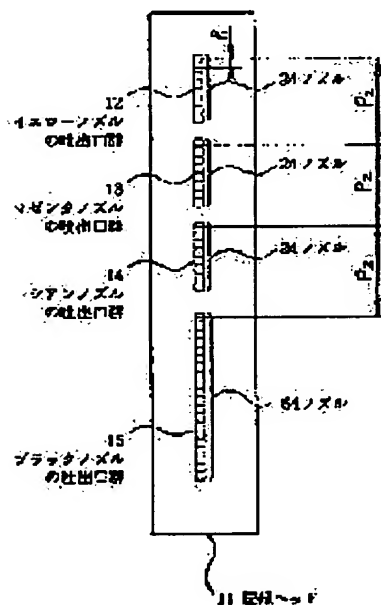 P1
12
イエローノズル
の吐出口群
24ノズル
P2
13
マゼンタノズル
の吐出口群
24ノズル
P2
14
シアンノズル
の吐出口群
24ノズル
P2
15
ブラックノズル
の吐出口群
64ノズル
11 記録ヘッド